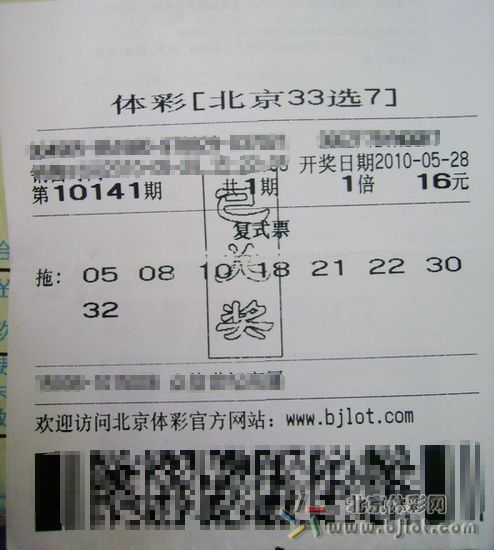 体彩[北京33选7]
开奖日期2010-05-28
第10141期 共1期 1倍 16元
复式票
已兑奖
拖: 05 08 10 18 21 22 30
32
欢迎访问北京体彩官方网站: www.bjlot.com
北京体彩网
www.bjlot.com